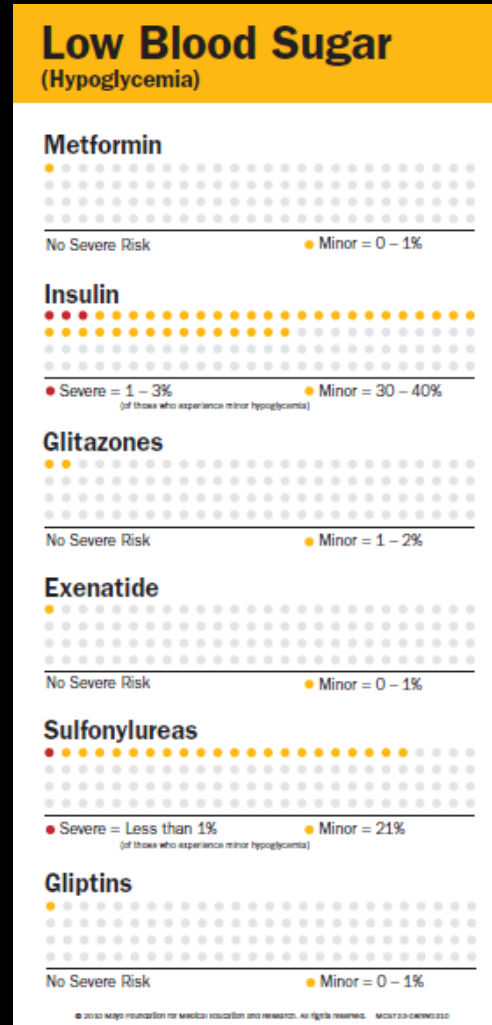 Low Blood Sugar
(Hypoglycemia)
Metformin
No Severe Risk
Minor = 0 – 1%
Insulin
Severe = 1 – 3%
(of those who experience minor hypoglycemia)
Minor = 30 – 40%
Glitazones
No Severe Risk
Minor = 1 – 2%
Exenatide
No Severe Risk
Minor = 0 – 1%
Sulfonylureas
Severe = Less than 1%
(of those who experience minor hypoglycemia)
Minor = 21%
Gliptins
No Severe Risk
Minor = 0 – 1%
© 2010 Mayo Foundation for Medical Education and Research. All rights reserved.